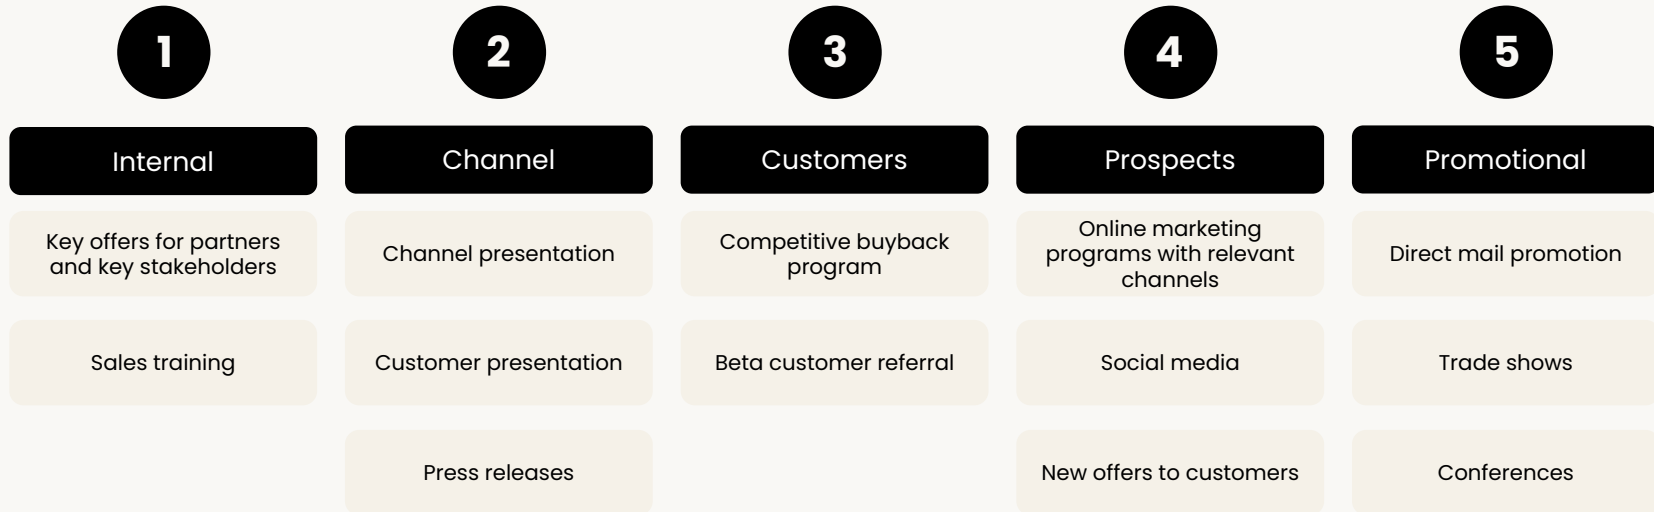 1
2
3
4
5
Internal
Channel
Customers
Prospects
Promotional
Key offers for partners
and key stakeholders
Channel presentation
Competitive buyback
program
Online marketing
programs with relevant
channels
Direct mail promotion
Sales training
Customer presentation
Beta customer referral
Social media
Trade shows
Press releases
New offers to customers
Conferences